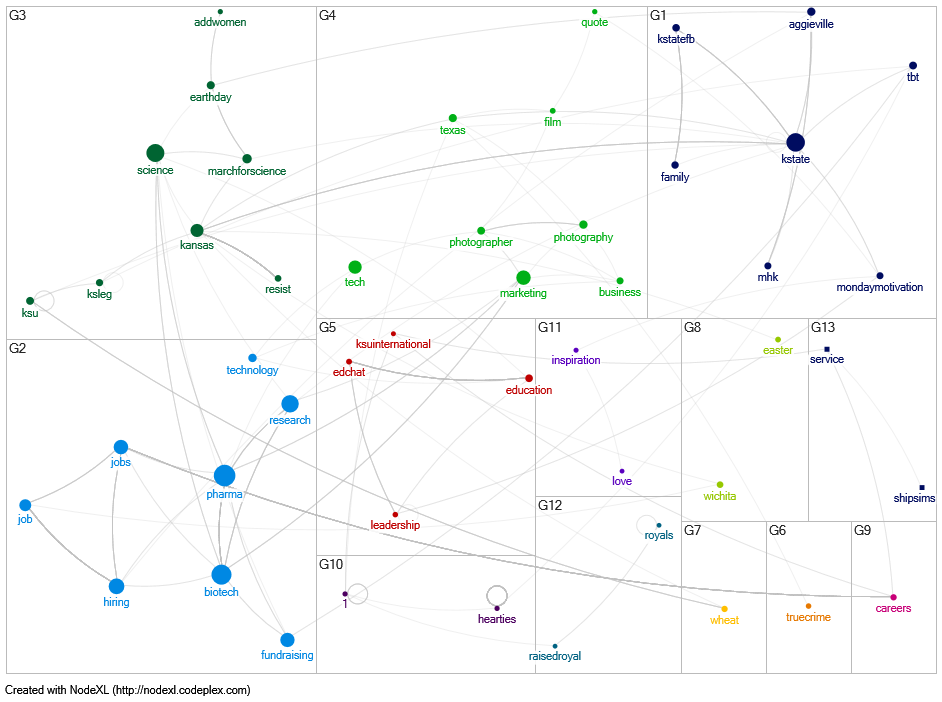 G3
addwomen
earthday
science
marchforscience
kansas
resist
ksleg
ksu
G4
quote
film
texas
photographer
photography
tech
marketing
business
G1
aggieville
kstatefb
tbt
kstate
family
mhk
mondaymotivation
G2
technology
research
jobs
pharma
job
hiring
biotech
fundraising
G5
ksuinternational
edchat
education
leadership
G11
inspiration
love
G8
easter
wichita
G13
service
shipsims
G12
royals
raisedroyal
G10
1
hearties
G7
wheat
G6
truecrime
G9
careers
Created with NodeXL (http://nodexl.codeplex.com)